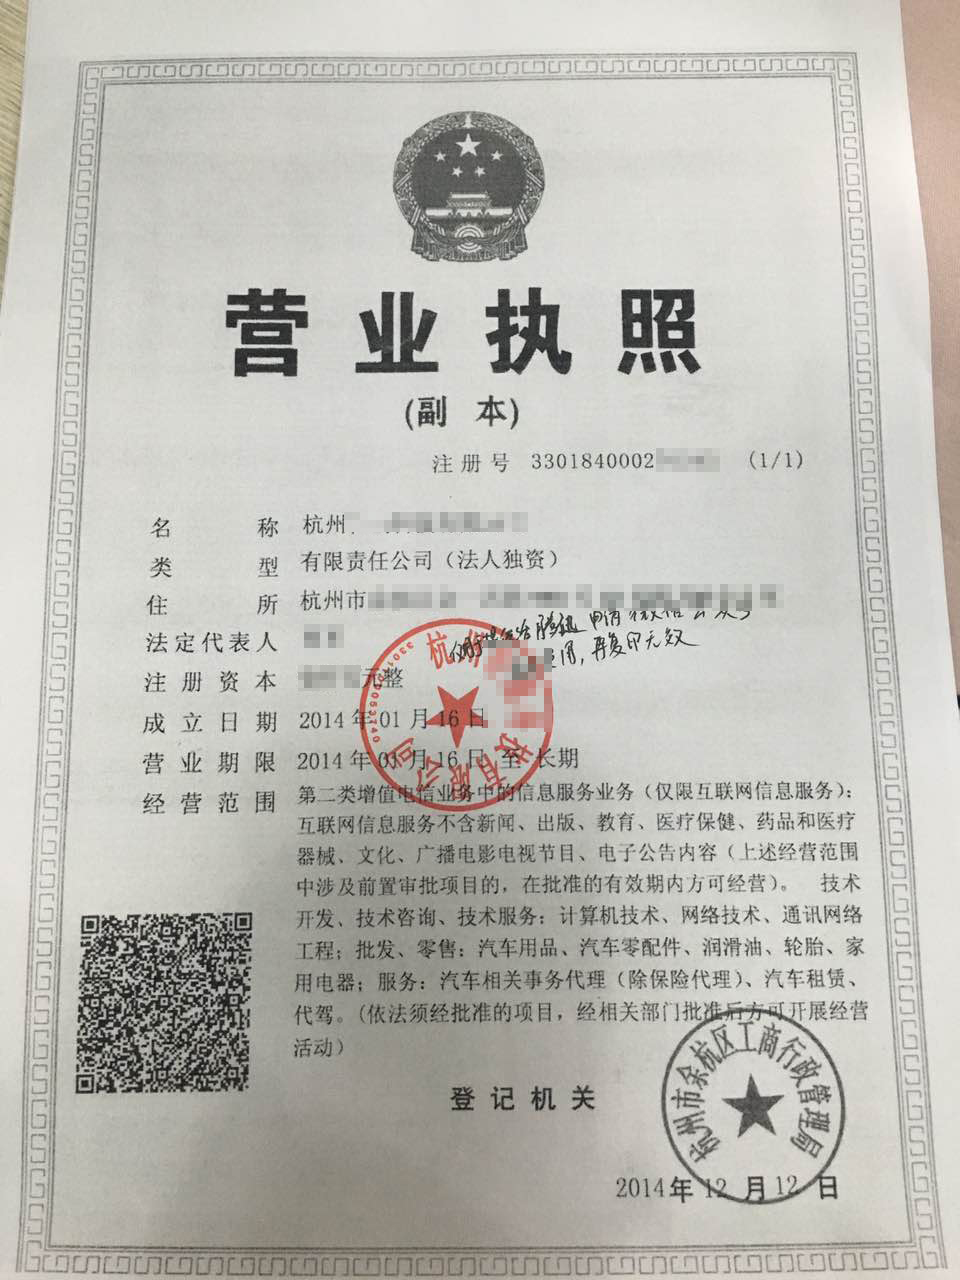 营业执照
(副 本)
注册号 3301840002 (1/1)
名 称 杭州
类 型 有限责任公司（法人独资）
住 所 杭州市
法定代表人
再复印无效
注册资本 元整
成立日期 2014年01月16日
营业期限 2014年01月16日至长期
经营范围 第二类增值电信业务中的信息服务业务（仅限互联网信息服务）；
互联网信息服务不含新闻、出版、教育、医疗保健、药品和医疗
器械、文化、广播电影电视节目、电子公告内容（上述经营范围
中涉及前置审批项目的，在批准的有效期内方可经营）。 技术
开发、技术咨询、技术服务：计算机技术、网络技术、通讯网络
工程；批发、零售：汽车用品、汽车零配件、润滑油、轮胎、家
用电器；服务：汽车相关事务代理（除保险代理）、汽车租赁、
代驾。（依法须经批准的项目，经相关部门批准后方可开展经营
活动）
杭 技有限公司
登记机关
杭州市余杭区工商行政管理局
2014年12月12日